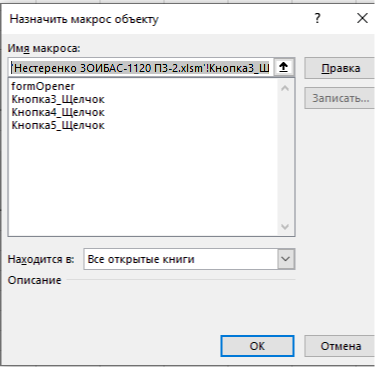 Назначить макрос объекту ? ×
Имя макроса:
'Нестеренко ЗОИБАС-1120 ПЗ-2.xlsm'!Кнопка3_Щ
Правка
formOpener
Кнопка3_Щелчок
Кнопка4_Щелчок
Кнопка5_Щелчок
Записать...
Находится в: Все открытые книги
Описание
ОК Отмена